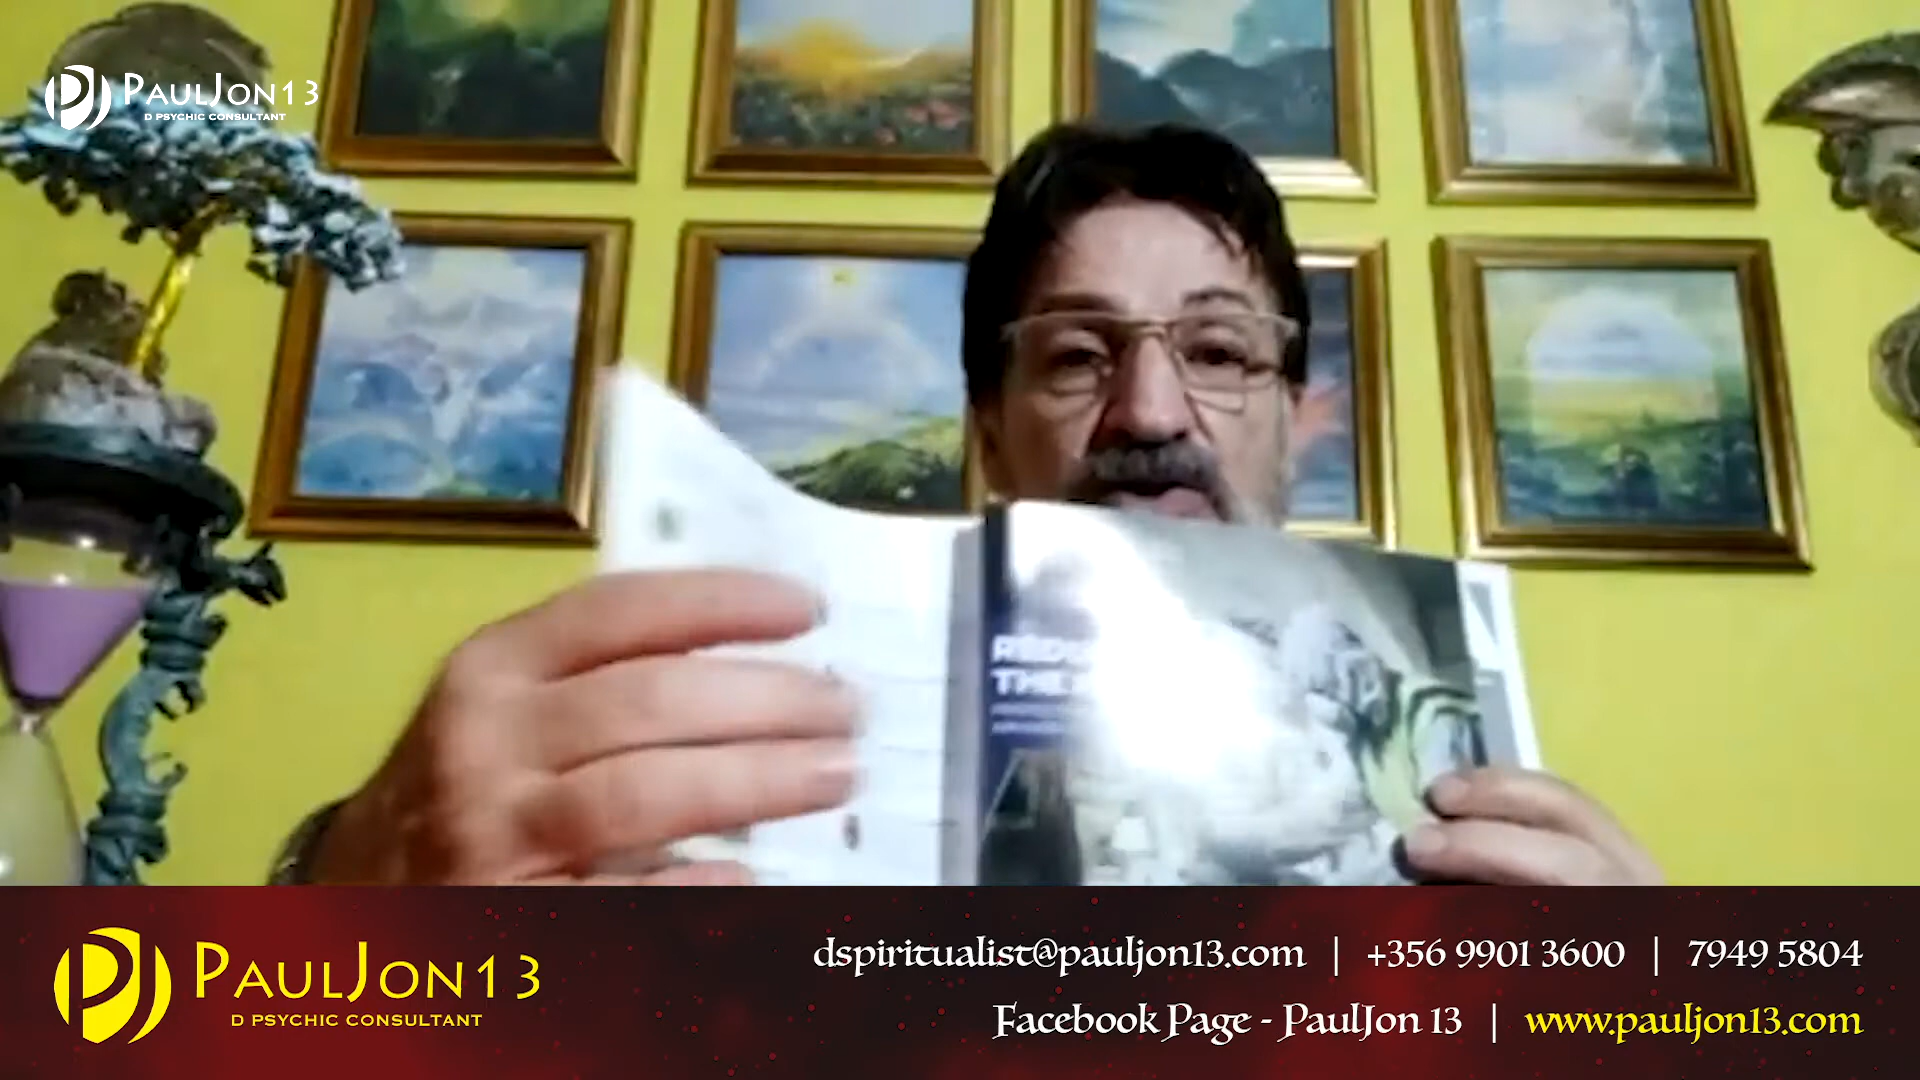 PAULJON13
D PSYCHIC CONSULTANT
THE
PAULJON13
D PSYCHIC CONSULTANT
dspiritualist@pauljon13.com | +356 9901 3600 | 7949 5804
Facebook Page - PaulJon 13 | www.pauljon13.com